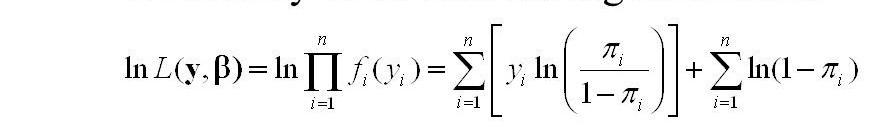 ln L(y, β) = ln ∏_{i=1}^{n} f_i(y_i) = ∑_{i=1}^{n} [ y_i ln( π_i / (1 − π_i) ) ] + ∑_{i=1}^{n} ln(1 − π_i)